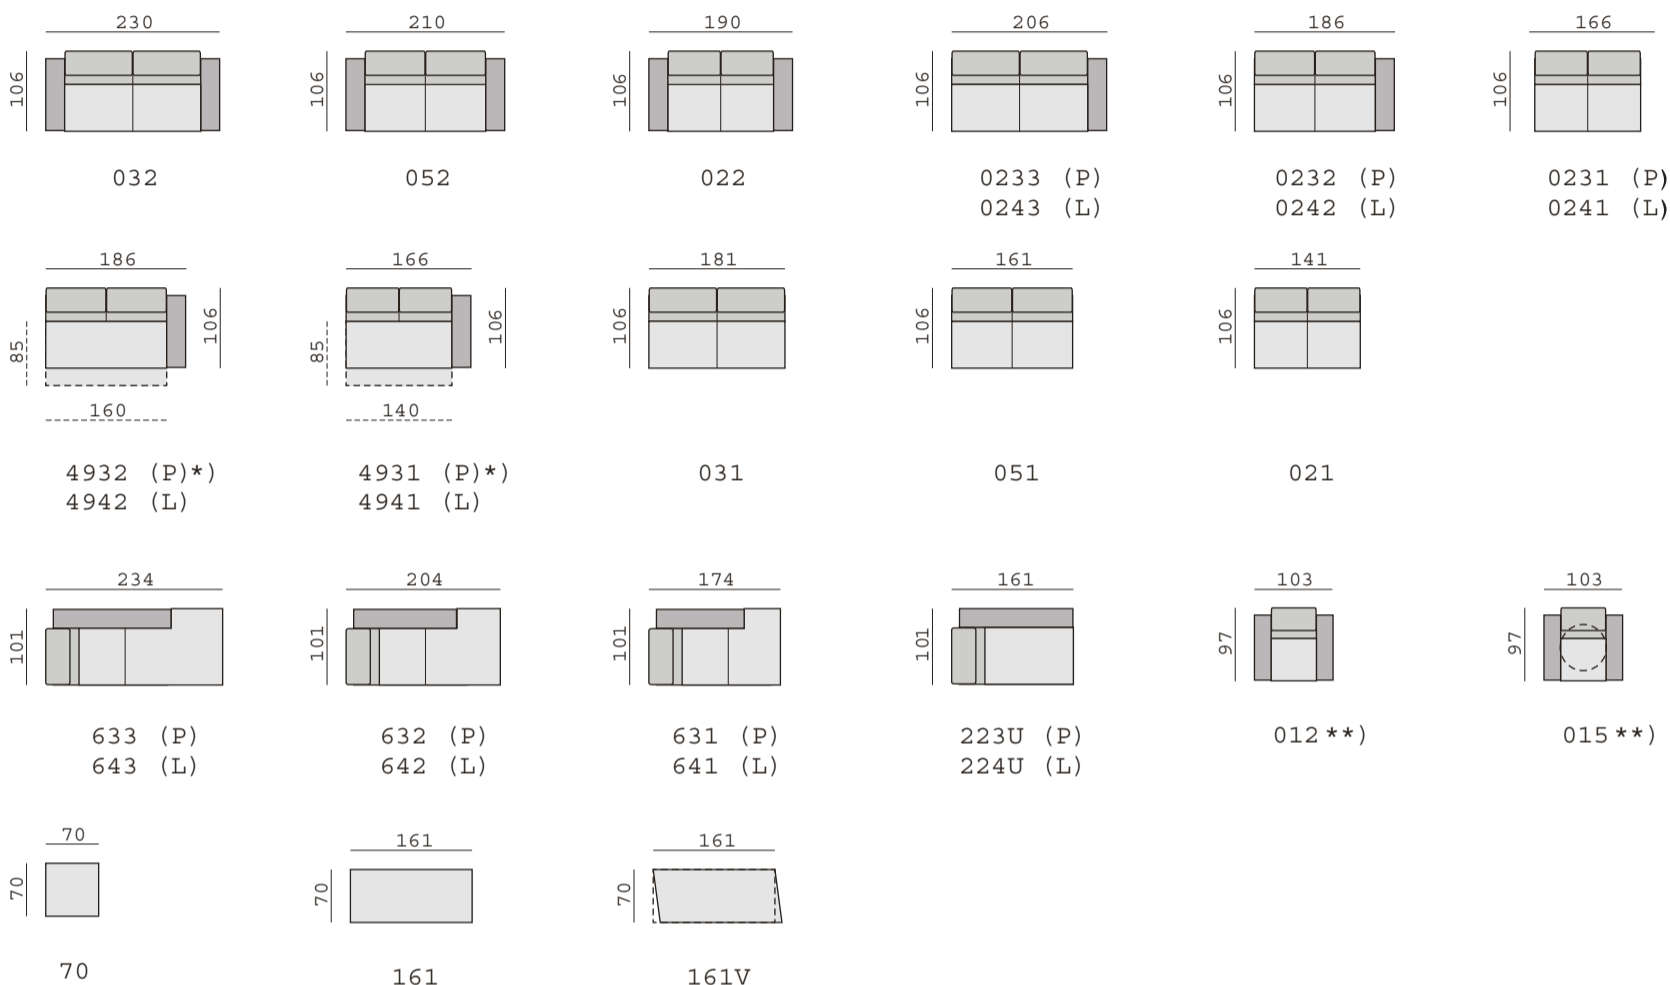 230 210 190 206 186 166
106 106 106 106 106 106
032 052 022 0233 (P) 0232 (P) 0231 (P)
0243 (L) 0242 (L) 0241 (L)
186 166 181 161 141
85 106 85 106 106 106 106
160 140
4932 (P)*) 4931 (P)*) 031 051 021
4942 (L) 4941 (L)
234 204 174 161 103 103
101 101 101 101 97 97
633 (P) 632 (P) 631 (P) 223U (P) 012 **) 015 **)
643 (L) 642 (L) 641 (L) 224U (L)
70 161 161
70 70 70
70 161 161V